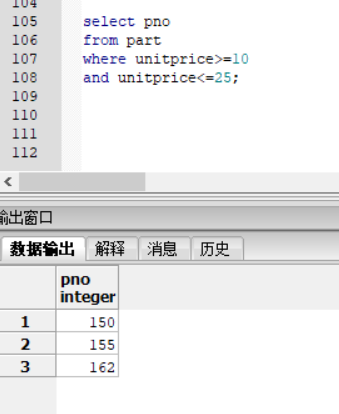 104
105 select pno
106 from part
107 where unitprice>=10
108 and unitprice<=25;
109
110
111
112
输出窗口
数据输出 解释 消息 历史
pno
integer
1 150
2 155
3 162